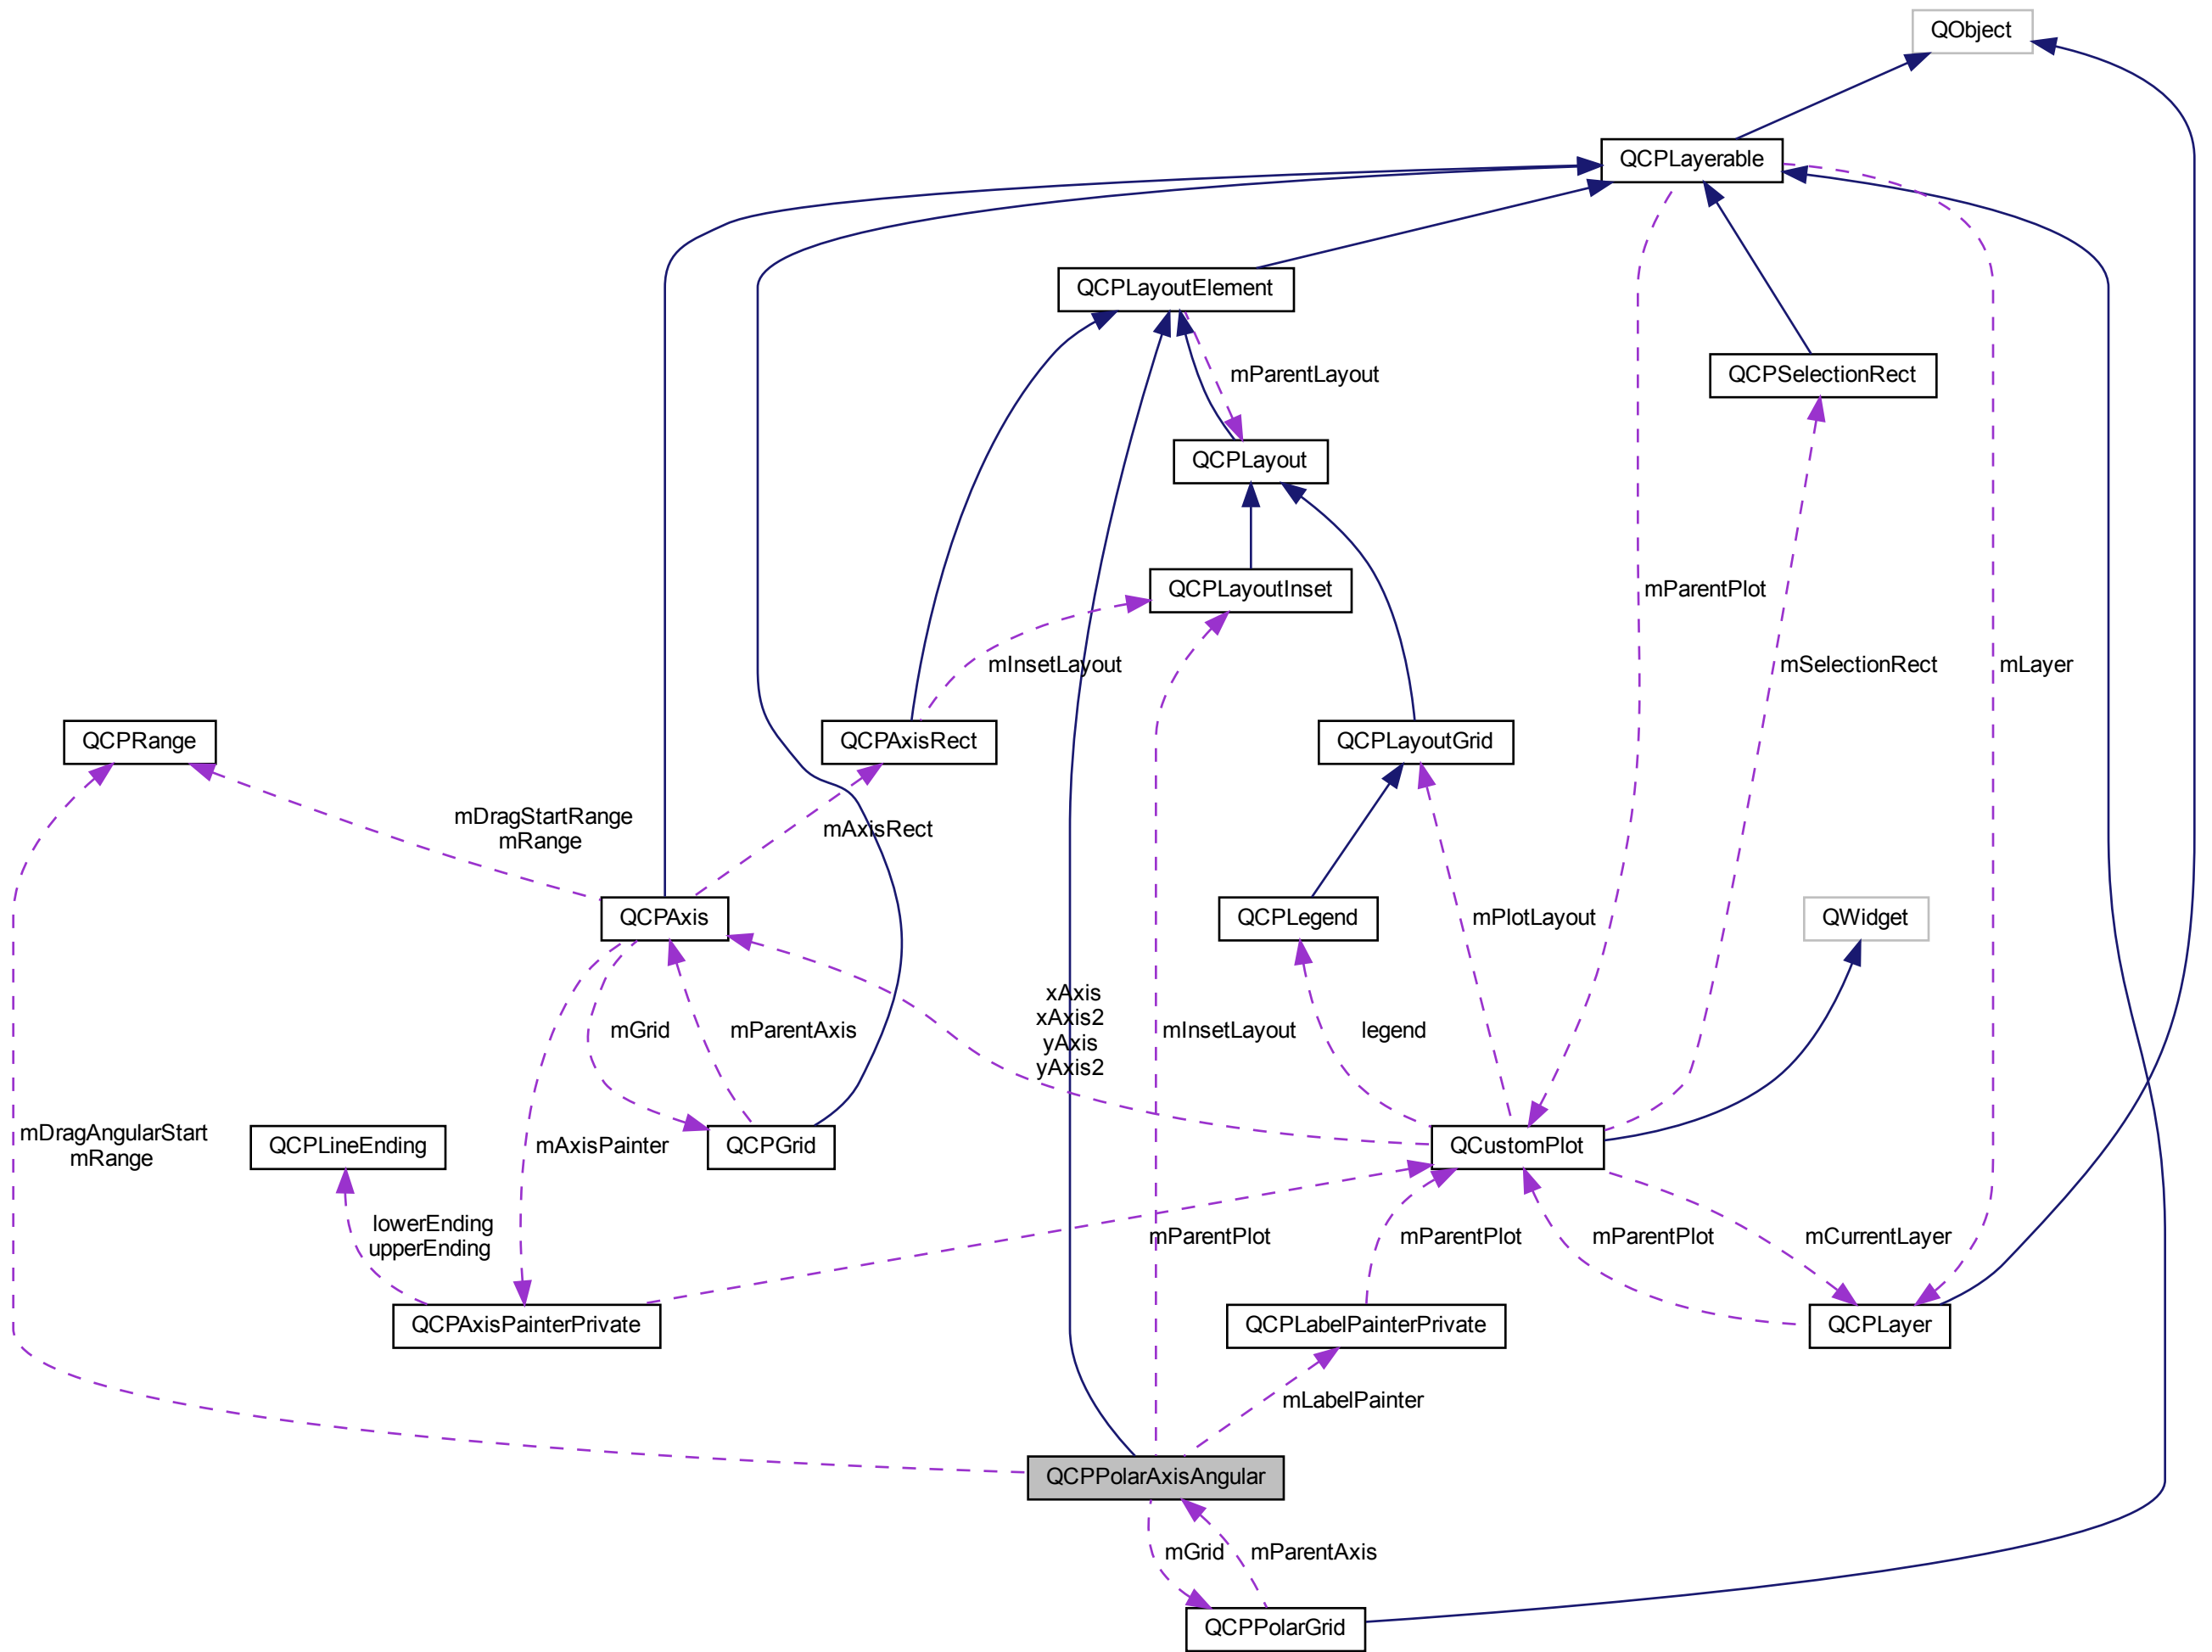 QObject
QCPLayerable
QCPLayoutElement
mParentLayout
QCPSelectionRect
QCPLayout
QCPLayoutInset
mParentPlot
mInsetLayout
mSelectionRect
mLayer
QCPRange
QCPAxisRect
QCPLayoutGrid
mDragStartRange
mRange
mAxisRect
QCPAxis
QCPLegend
mPlotLayout
QWidget
xAxis
xAxis2
yAxis
yAxis2
mGrid
mParentAxis
mInsetLayout
legend
mDragAngularStart
mRange
QCPLineEnding
mAxisPainter
QCPGrid
QCustomPlot
lowerEnding
upperEnding
mParentPlot
mParentPlot
mParentPlot
mCurrentLayer
QCPAxisPainterPrivate
QCPLabelPainterPrivate
QCPLayer
mLabelPainter
QCPPolarAxisAngular
mGrid
mParentAxis
QCPPolarGrid